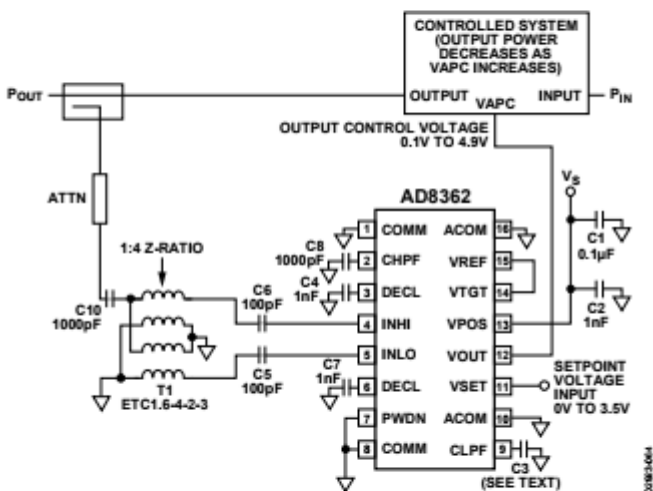 CONTROLLED SYSTEM
(OUTPUT POWER
DECREASES AS
VAPC INCREASES)
POUT
OUTPUT
VAPC
INPUT
PIN
OUTPUT CONTROL VOLTAGE
0.1V TO 4.9V
VS
ATTN
AD8362
C1
0.1µF
1:4 Z-RATIO
1 COMM
ACOM 16
C8
1000pF
2 CHPF
VREF 15
C4
1nF
3 DECL
VTGT 14
C2
1nF
C10
1000pF
C6
100pF
4 INHI
VPOS 13
5 INLO
VOUT 12
C5
100pF
C7
1nF
6 DECL
VSET 11
SETPOINT
VOLTAGE
INPUT
0V TO 3.5V
T1
ETC1.6-4-2-3
7 PWDN
ACOM 10
8 COMM
CLPF 9
C3
(SEE TEXT)